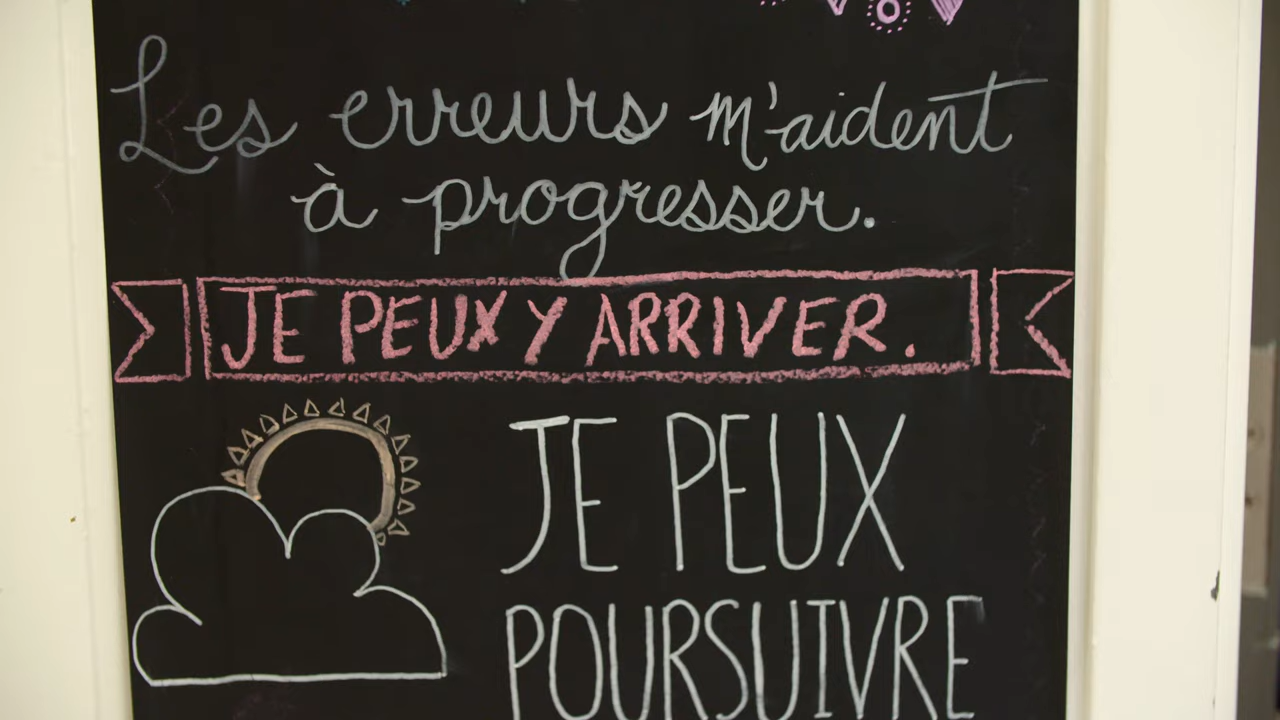 Les erreurs m'aident
à progresser.
JE PEUX Y ARRIVER.
JE PEUX
POURSUIVRE